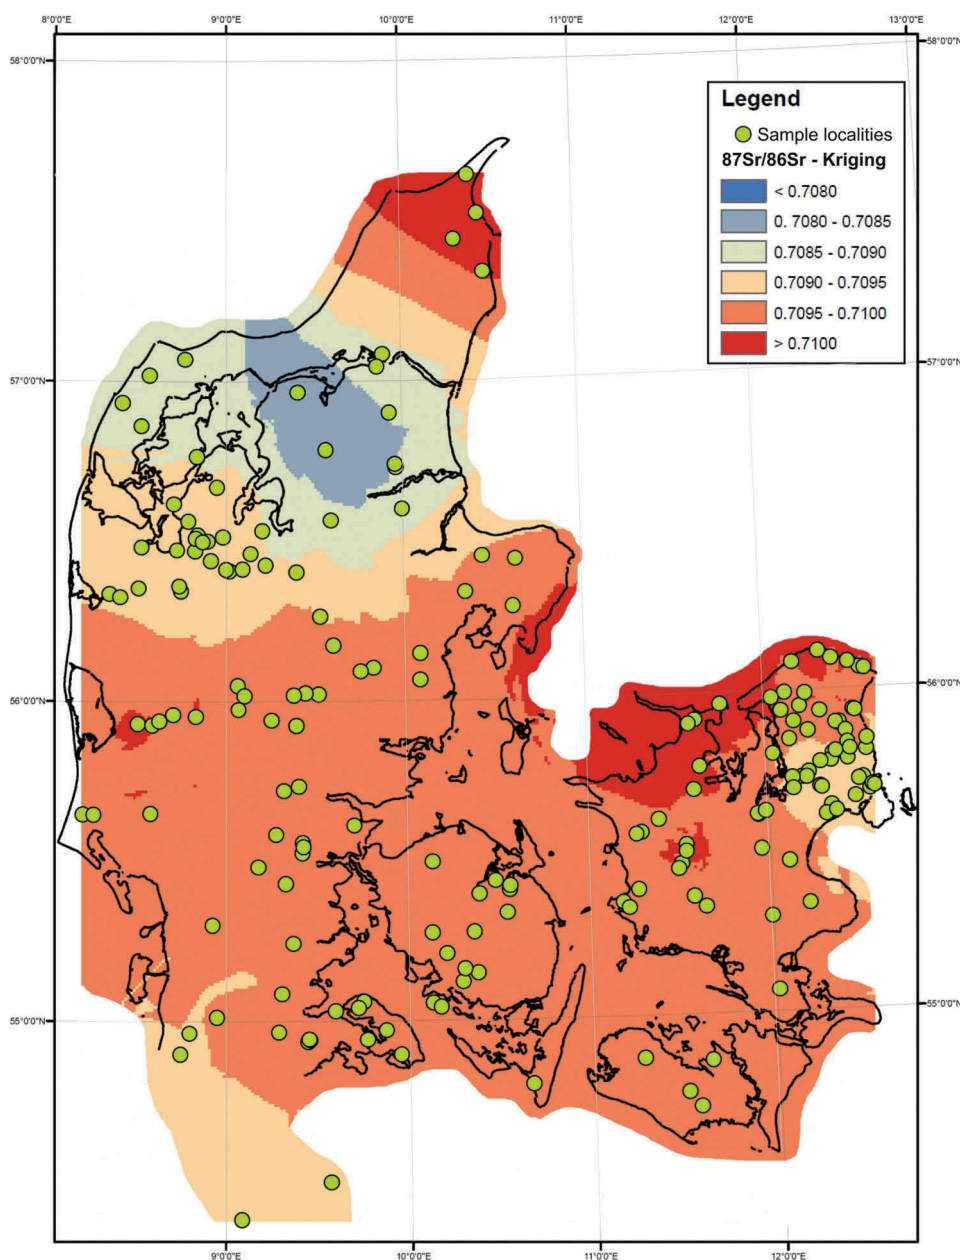 8°0'0"E 9°0'0"E 10°0'0"E 11°0'0"E 12°0'0"E 13°0'0"E
58°0'0"N 58°0'0"N
Legend
Sample localities
87Sr/86Sr - Kriging
< 0.7080
0. 7080 - 0.7085
0.7085 - 0.7090
0.7090 - 0.7095
0.7095 - 0.7100
> 0.7100
57°0'0"N 57°0'0"N
56°0'0"N 56°0'0"N
55°0'0"N 55°0'0"N
9°0'0"E 10°0'0"E 11°0'0"E 12°0'0"E